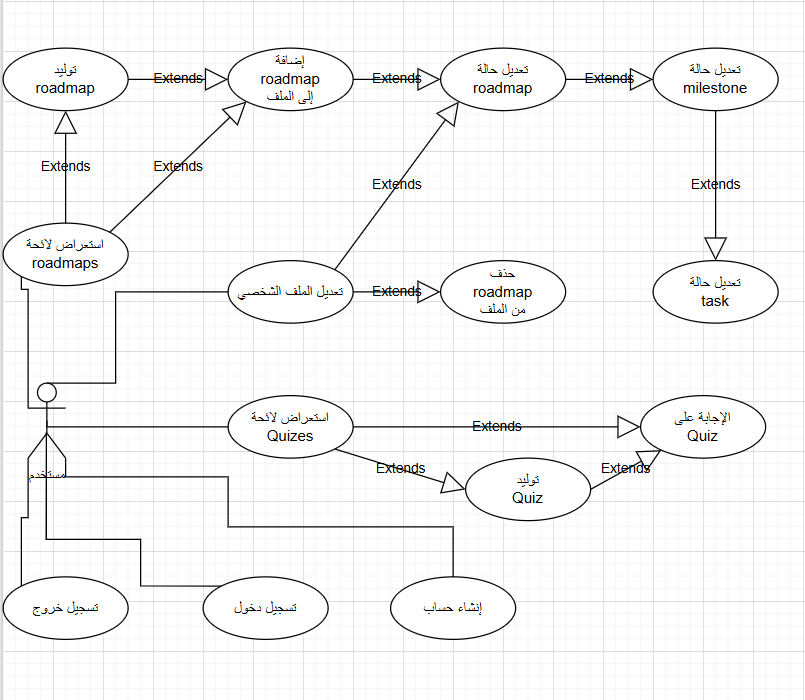 توليد
roadmap
Extends
إضافة
roadmap
إلى الملف
Extends
تعديل حالة
roadmap
Extends
تعديل حالة
milestone
Extends
Extends
Extends
Extends
استعراض لائحة
roadmaps
تعديل الملف الشخصي
Extends
حذف
roadmap
من الملف
تعديل حالة
task
استعراض لائحة
Quizes
Extends
الإجابة على
Quiz
Extends
توليد
Quiz
Extends
مستخدم
تسجيل خروج
تسجيل دخول
إنشاء حساب